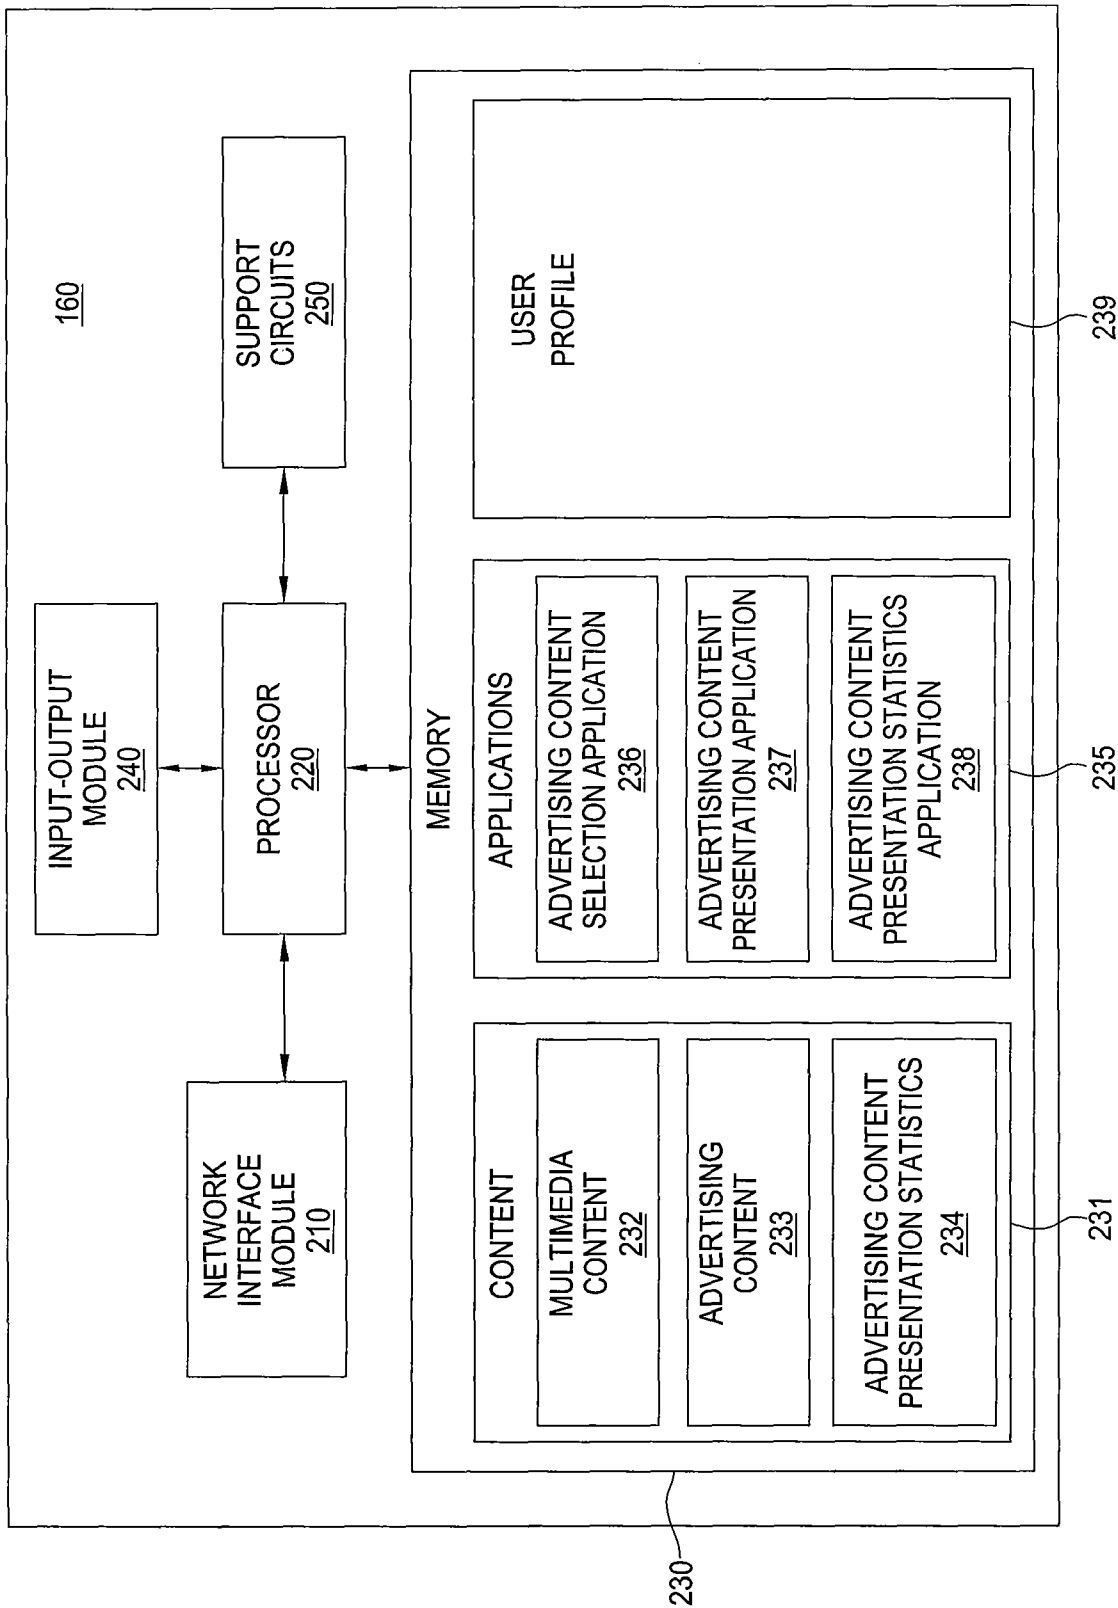 160
INPUT-OUTPUT
MODULE
240
NETWORK
INTERFACE
MODULE
210
PROCESSOR
220
SUPPORT
CIRCUITS
250
MEMORY
CONTENT
MULTIMEDIA
CONTENT
232
ADVERTISING
CONTENT
233
ADVERTISING CONTENT
PRESENTATION STATISTICS
234
APPLICATIONS
ADVERTISING CONTENT
SELECTION APPLICATION
236
ADVERTISING CONTENT
PRESENTATION APPLICATION
237
ADVERTISING CONTENT
PRESENTATION STATISTICS
APPLICATION
238
USER
PROFILE
230
231
235
239